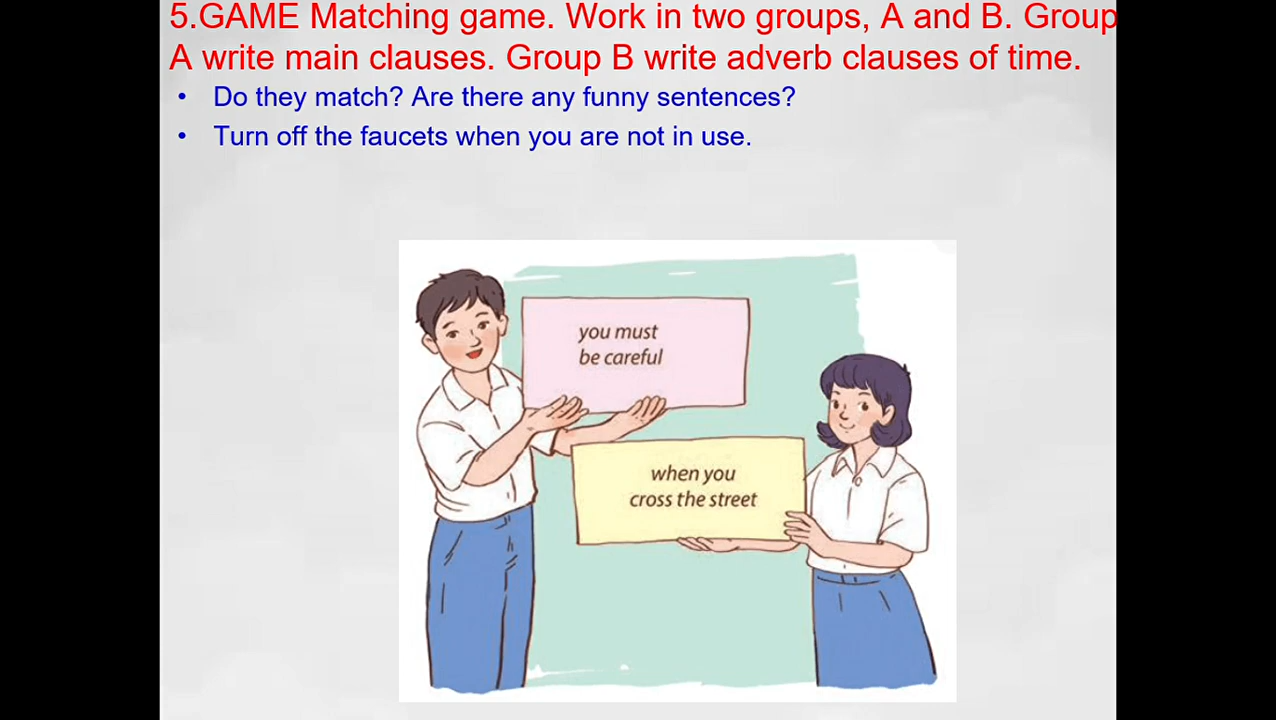 5.GAME Matching game. Work in two groups, A and B. Group
A write main clauses. Group B write adverb clauses of time.
• Do they match? Are there any funny sentences?
• Turn off the faucets when you are not in use.
you must
be careful
when you
cross the street